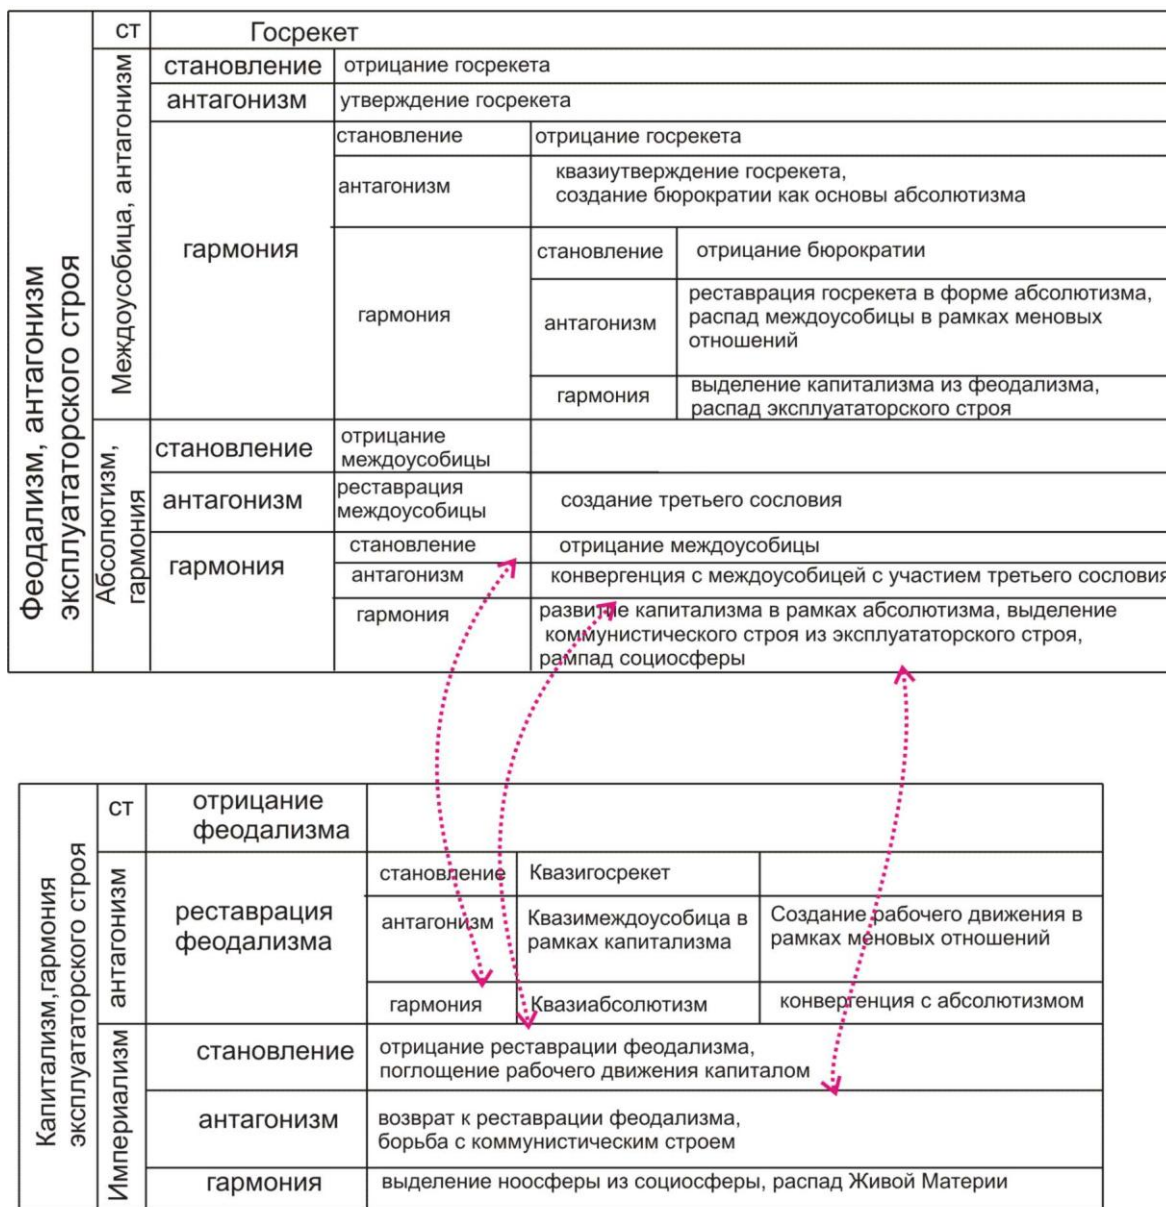 Феодализм, антагонизм
эксплуататорского строя
ст
Госрекет
Междоусобица, антагонизм
становление
отрицание госрекета
антагонизм
утверждение госрекета
гармония
становление
отрицание госрекета
антагонизм
квазиутверждение госрекета,
создание бюрократии как основы абсолютизма
гармония
становление
отрицание бюрократии
антагонизм
реставрация госрекета в форме абсолютизма,
распад междоусобицы в рамках меновых
отношений
гармония
выделение капитализма из феодализма,
распад эксплуататорского строя
Абсолютизм,
гармония
становление
отрицание
междоусобицы
антагонизм
реставрация
междоусобицы
создание третьего сословия
гармония
становление
отрицание междоусобицы
антагонизм
конвергенция с междоусобицей с участием третьего сословия
гармония
развитие капитализма в рамках абсолютизма, выделение
коммунистического строя из эксплуататорского строя,
рампад социосферы
Капитализм,гармония
эксплуататорского строя
ст
отрицание
феодализма
антагонизм
реставрация
феодализма
становление
Квазигосрекет
антагонизм
Квазимеждоусобица в
рамках капитализма
Создание рабочего движения в
рамках меновых отношений
гармония
Квазиабсолютизм
конвергенция с абсолютизмом
Империализм
становление
отрицание реставрации феодализма,
поглощение рабочего движения капиталом
антагонизм
возврат к реставрации феодализма,
борьба с коммунистическим строем
гармония
выделение ноосферы из социосферы, распад Живой Материи